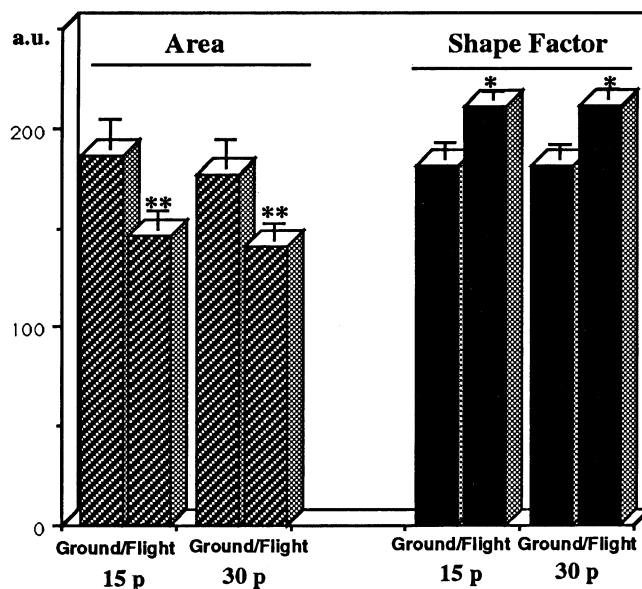 a.u.
Area
Shape Factor
200
100
0
**
**
*
*
Ground/Flight
Ground/Flight
Ground/Flight
Ground/Flight
15 p
30 p
15 p
30 p